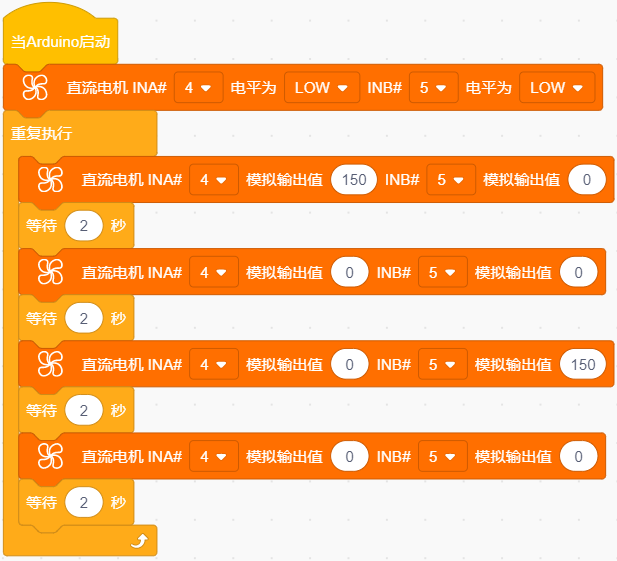 当Arduino启动
直流电机 INA# 4 电平为 LOW INB# 5 电平为 LOW
重复执行
直流电机 INA# 4 模拟输出值 150 INB# 5 模拟输出值 0
等待 2 秒
直流电机 INA# 4 模拟输出值 0 INB# 5 模拟输出值 0
等待 2 秒
直流电机 INA# 4 模拟输出值 0 INB# 5 模拟输出值 150
等待 2 秒
直流电机 INA# 4 模拟输出值 0 INB# 5 模拟输出值 0
等待 2 秒